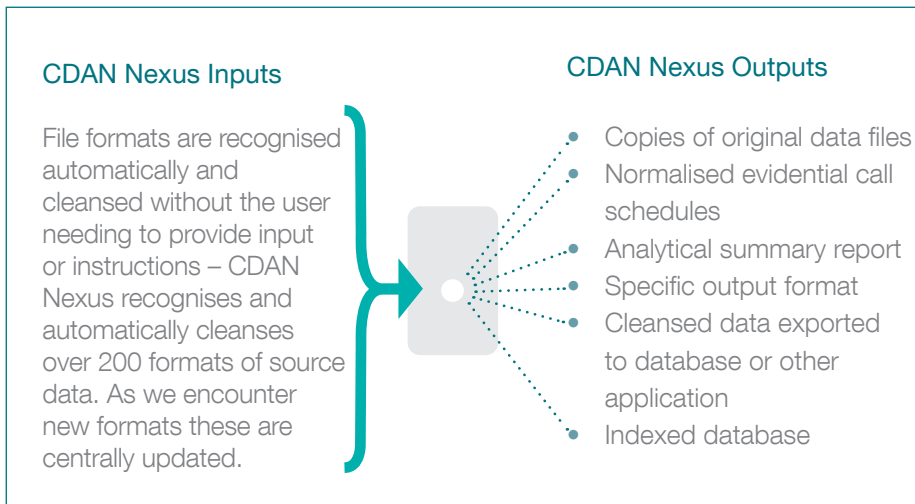 CDAN Nexus Inputs
File formats are recognised
automatically and
cleansed without the user
needing to provide input
or instructions – CDAN
Nexus recognises and
automatically cleanses
over 200 formats of source
data. As we encounter
new formats these are
centrally updated.
CDAN Nexus Outputs
• Copies of original data files
• Normalised evidential call
schedules
• Analytical summary report
• Specific output format
• Cleansed data exported
to database or other
application
• Indexed database